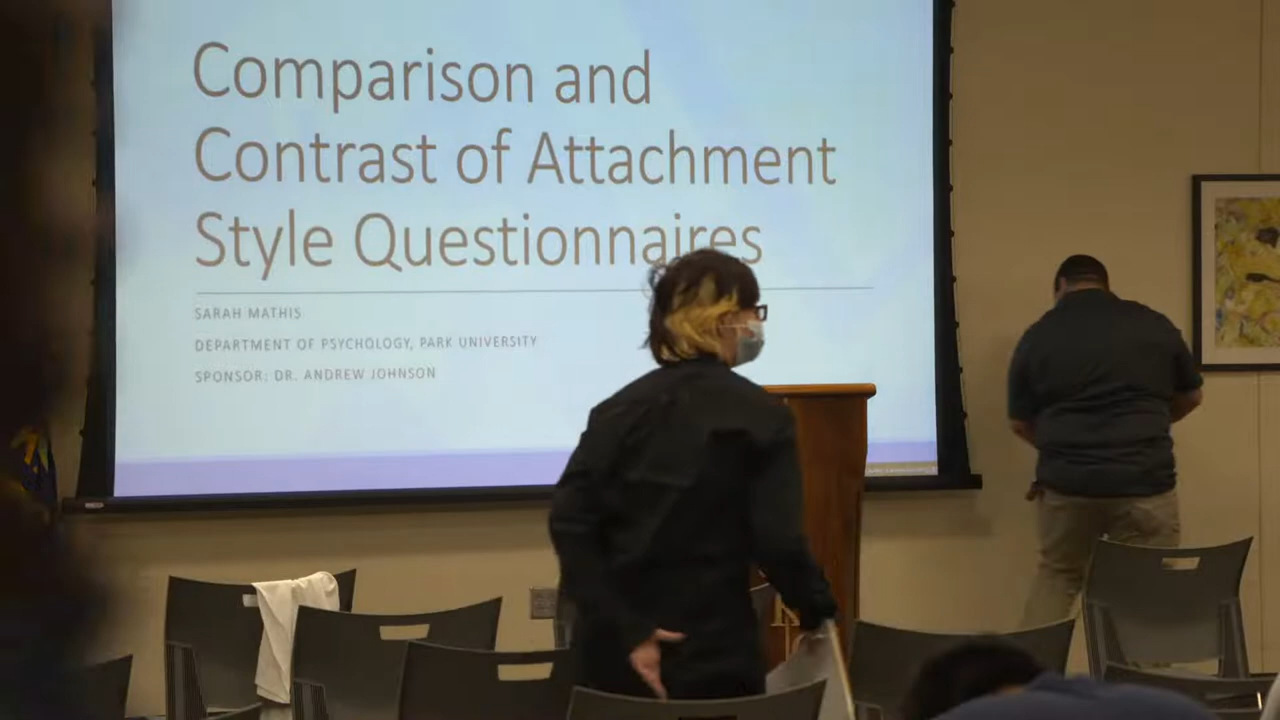 Comparison and
Contrast of Attachment
Style Questionnaires
SARAH MATHIS
DEPARTMENT OF PSYCHOLOGY, PARK UNIVERSITY
SPONSOR: DR. ANDREW JOHNSON